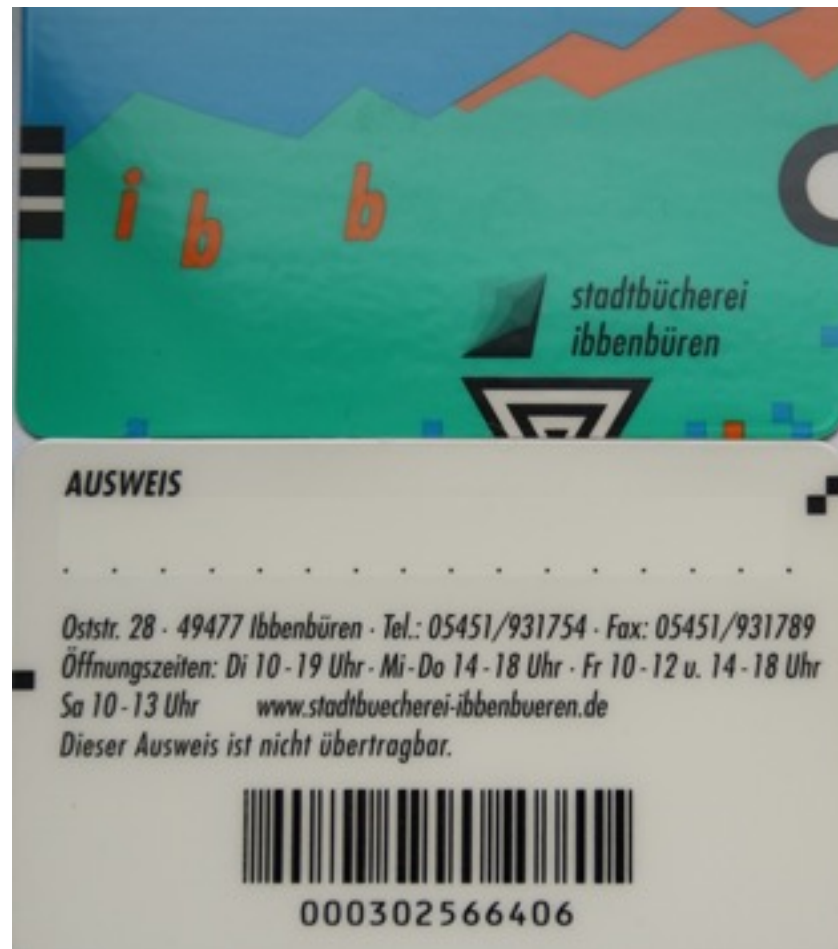 i b b
stadtbücherei
ibbenbüren
AUSWEIS
Oststr. 28 · 49477 Ibbenbüren · Tel.: 05451/931754 · Fax: 05451/931789
Öffnungszeiten: Di 10 - 19 Uhr · Mi - Do 14 - 18 Uhr · Fr 10 - 12 u. 14 - 18 Uhr
Sa 10 - 13 Uhr www.stadtbuecherei-ibbenbueren.de
Dieser Ausweis ist nicht übertragbar.
000302566406